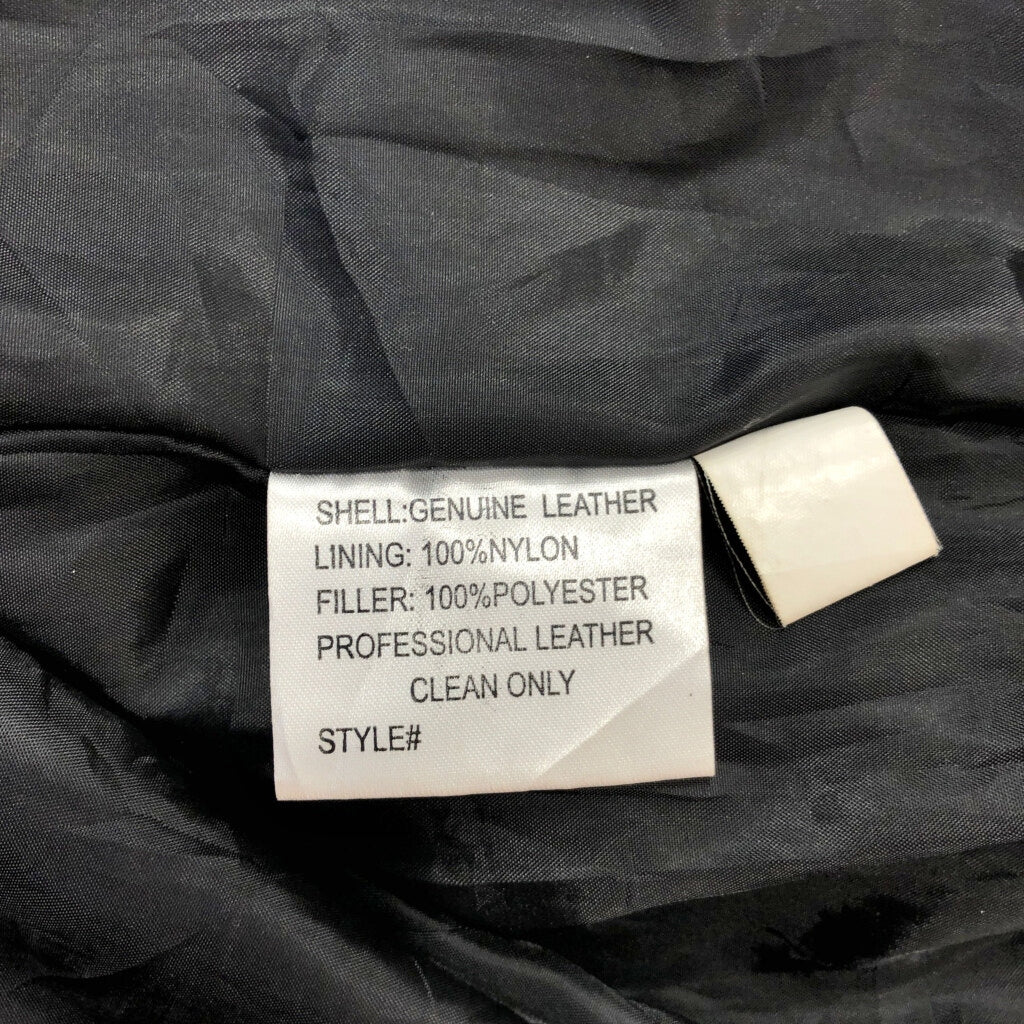 SHELL:GENUINE LEATHER
LINING: 100%NYLON
FILLER: 100%POLYESTER
PROFESSIONAL LEATHER
CLEAN ONLY
STYLE#